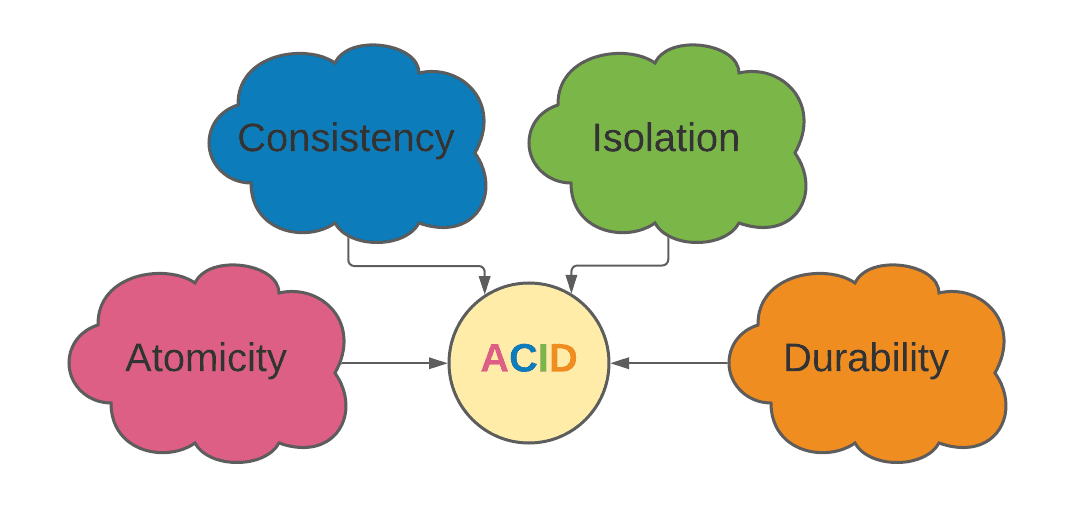 Consistency
Isolation
Atomicity
ACID
Durability